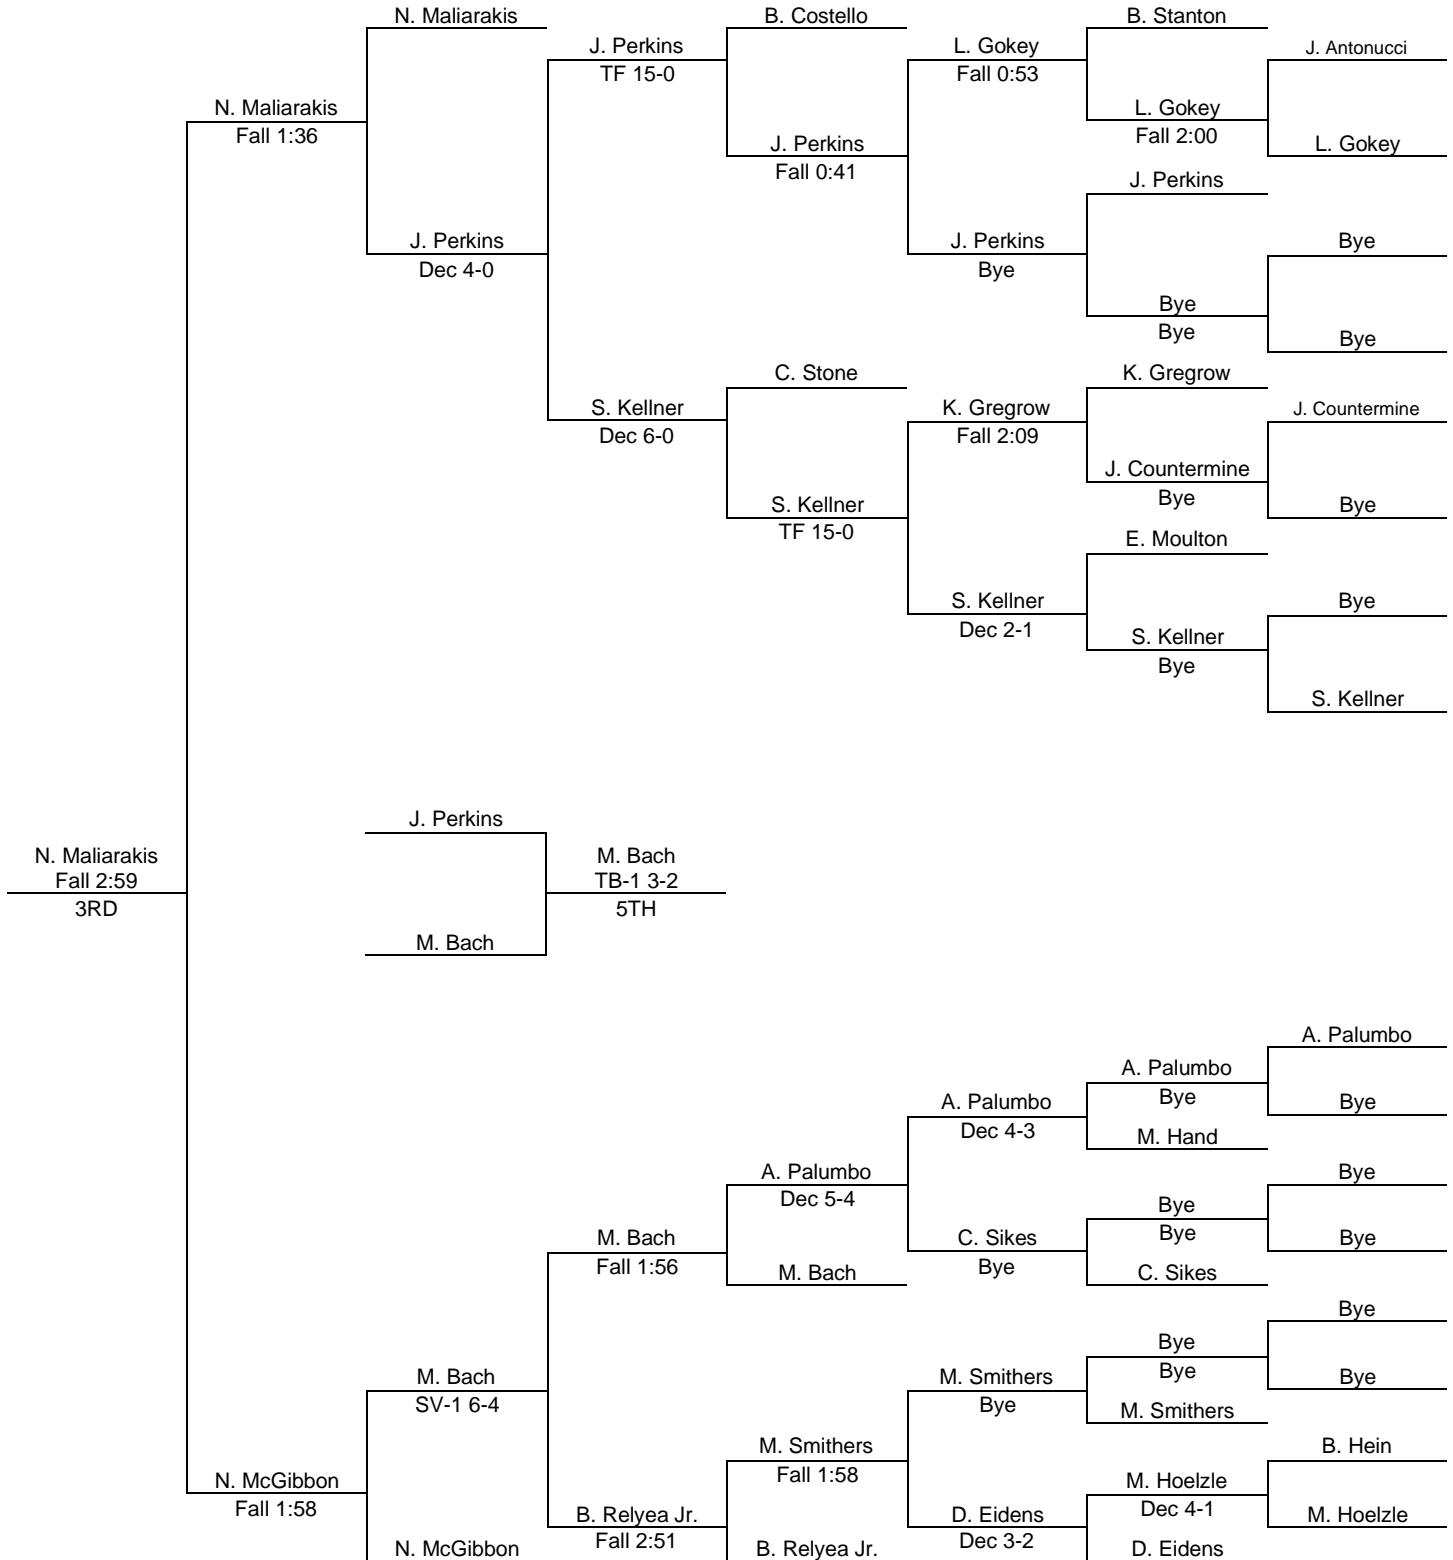 N. Maliarakis
B. Costello
B. Stanton
J. Perkins
TF 15-0
L. Gokey
Fall 0:53
J. Antonucci
N. Maliarakis
Fall 1:36
L. Gokey
Fall 2:00
J. Perkins
Fall 0:41
L. Gokey
J. Perkins
J. Perkins
Dec 4-0
J. Perkins
Bye
Bye
Bye
Bye
Bye
C. Stone
K. Gregrow
S. Kellner
Dec 6-0
K. Gregrow
Fall 2:09
J. Countermine
J. Countermine
Bye
S. Kellner
TF 15-0
Bye
E. Moulton
S. Kellner
Dec 2-1
Bye
S. Kellner
Bye
S. Kellner
J. Perkins
N. Maliarakis
Fall 2:59
3RD
M. Bach
TB-1 3-2
5TH
M. Bach
A. Palumbo
A. Palumbo
Bye
A. Palumbo
Dec 4-3
Bye
M. Hand
A. Palumbo
Dec 5-4
Bye
Bye
Bye
M. Bach
Fall 1:56
C. Sikes
Bye
Bye
M. Bach
C. Sikes
Bye
Bye
Bye
M. Bach
SV-1 6-4
M. Smithers
Bye
Bye
M. Smithers
M. Smithers
Fall 1:58
B. Hein
N. McGibbon
Fall 1:58
M. Hoelzle
Dec 4-1
B. Relyea Jr.
Fall 2:51
D. Eidens
Dec 3-2
M. Hoelzle
N. McGibbon
B. Relyea Jr.
D. Eidens